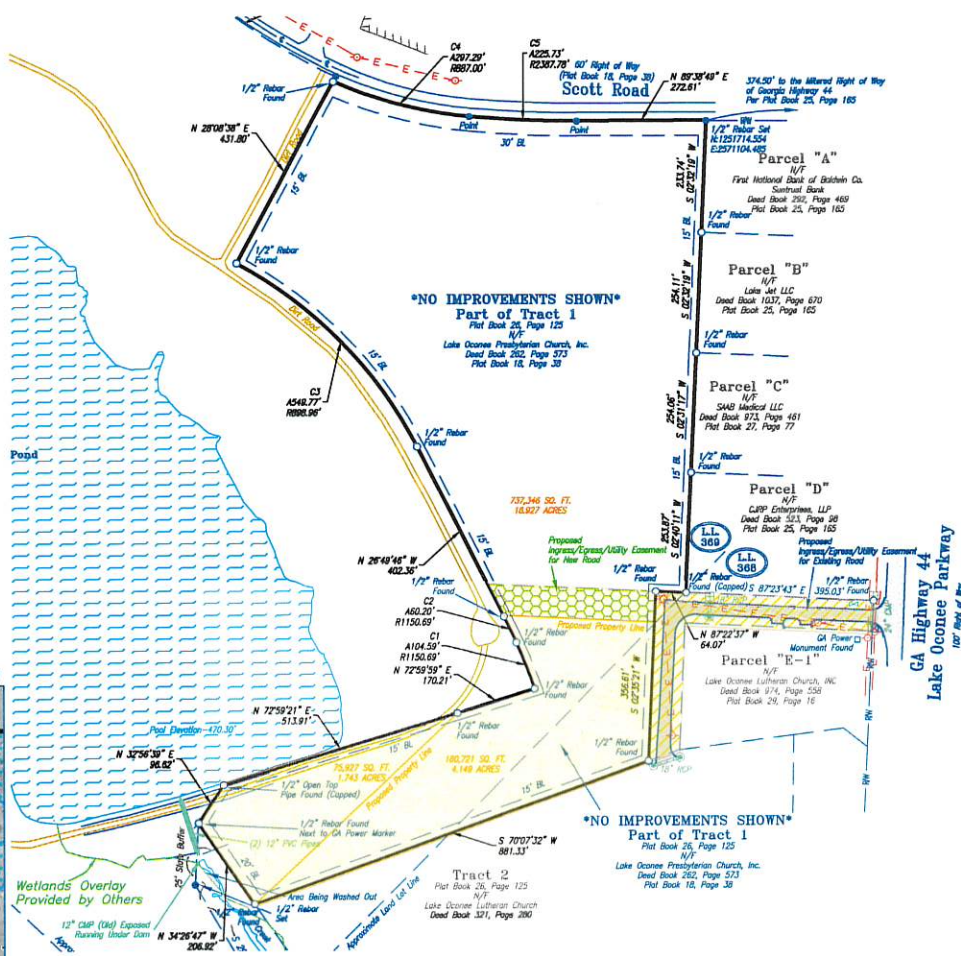 C4
A297.29'
R887.00'
C5
A225.73'
R2387.78'
60' Right of Way
(Plat Book 18, Page 38)
Scott Road
N 89'38'49" E
272.61'
374.50' to the Mitered Right of Way
of Georgia Highway 44
Per Plat Book 25, Page 165
1/2" Rebar
Found
Point
Point
R/W
1/2" Rebar Set
N:1251714.554
E:2571104.485
30' BL
N 28'08'38" E
431.80'
Dirt Road
15' BL
233.74'
S 02'32'19" W
Parcel "A"
N/F
First National Bank of Baldwin Co.
Suntrust Bank
Deed Book 292, Page 469
Plat Book 25, Page 165
1/2" Rebar
Found
15' BL
1/2" Rebar
Found
254.11'
S 02'32'19" W
Parcel "B"
N/F
Lake Jet LLC
Deed Book 1037, Page 670
Plat Book 25, Page 165
*NO IMPROVEMENTS SHOWN*
Part of Tract 1
Plat Book 26, Page 125
N/F
Lake Oconee Presbyterian Church, Inc.
Deed Book 262, Page 573
Plat Book 18, Page 38
Dirt Road
15' BL
1/2" Rebar
Found
C3
A549.77'
R898.96'
254.06'
S 02'31'17" W
Parcel "C"
N/F
SAAB Medical LLC
Deed Book 973, Page 461
Plat Book 27, Page 77
Pond
1/2" Rebar
Found
15' BL
1/2" Rebar
Found
737,346 SQ. FT.
16.927 ACRES
Parcel "D"
N/F
CJRP Enterprises, LLP
Deed Book 523, Page 98
Plat Book 25, Page 165
253.87'
S 02'40'11" W
L.L.
369
L.L.
368
Proposed
Ingress/Egress/Utility Easement
for New Road
Proposed
Ingress/Egress/Utility Easement
for Existing Road
15' BL
N 26'49'46" W
402.36'
1/2" Rebar
Found
1/2" Rebar
Found
1/2" Rebar
Found (Capped)
S 87'23'43" E
395.03'
1/2" Rebar
Found
24" CMP
GA Highway 44
Lake Oconee Parkway
100' Right of Way
C2
A60.20'
R1150.69'
C1
A104.59'
R1150.69'
Proposed Property Line
1/2" Rebar
Found
N 87'22'37" W
64.07'
GA Power
Monument Found
N 72'59'59" E
170.21'
1/2" Rebar
Found
356.61'
S 02'35'21" W
Parcel "E-1"
N/F
Lake Oconee Lutheran Church, INC
Deed Book 974, Page 558
Plat Book 29, Page 16
R/W
R/W
N 72'59'21" E
513.91'
1/2" Rebar
Found
Pool Elevation=470.30'
15' BL
1/2" Rebar
Found
18" RCP
N 32'56'39" E
96.62'
75,927 SQ. FT.
1.743 ACRES
Proposed Property Line
180,721 SQ. FT.
4.149 ACRES
15' BL
1/2" Open Top
Pipe Found (Capped)
1/2" Rebar Found
Next to GA Power Marker
(2) 12" PVC Pipes
S 70'07'32" W
881.33'
*NO IMPROVEMENTS SHOWN*
Part of Tract 1
Plat Book 26, Page 125
N/F
Lake Oconee Presbyterian Church, Inc.
Deed Book 262, Page 573
Plat Book 18, Page 38
75' State Buffer
Wetlands Overlay
Provided by Others
Area Being Washed Out
Tract 2
Plat Book 26, Page 125
N/F
Lake Oconee Lutheran Church
Deed Book 321, Page 280
12" CMP (Old) Exposed
Running Under Dam
1/2" Rebar
Found
1/2" Rebar
Set
N 34'26'47" W
206.92'
Creek
Approximate Land Lot Line